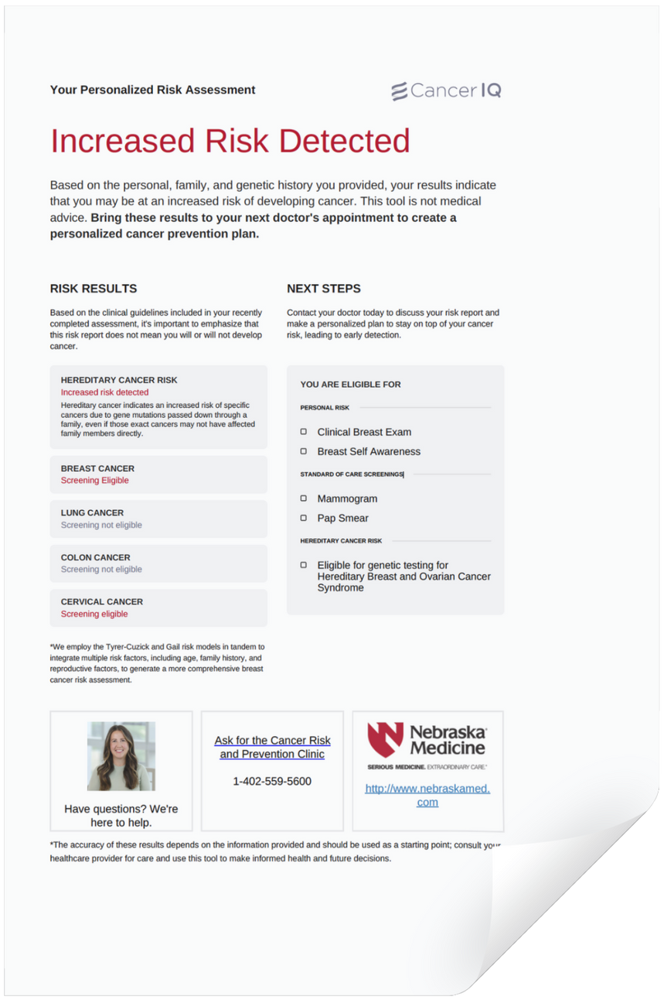 Your Personalized Risk Assessment
CancerIQ
Increased Risk Detected
Based on the personal, family, and genetic history you provided, your results indicate
that you may be at an increased risk of developing cancer. This tool is not medical
advice. Bring these results to your next doctor's appointment to create a
personalized cancer prevention plan.
RISK RESULTS
Based on the clinical guidelines included in your recently
completed assessment, it's important to emphasize that
this risk report does not mean you will or will not develop
cancer.
HEREDITARY CANCER RISK
Increased risk detected
Hereditary cancer indicates an increased risk of specific
cancers due to gene mutations passed down through a
family, even if those exact cancers may not have affected
family members directly.
BREAST CANCER
Screening Eligible
LUNG CANCER
Screening not eligible
COLON CANCER
Screening not eligible
CERVICAL CANCER
Screening eligible
*We employ the Tyrer-Cuzick and Gail risk models in tandem to
integrate multiple risk factors, including age, family history, and
reproductive factors, to generate a more comprehensive breast
cancer risk assessment.
NEXT STEPS
Contact your doctor today to discuss your risk report and
make a personalized plan to stay on top of your cancer
risk, leading to early detection.
YOU ARE ELIGIBLE FOR
PERSONAL RISK
Clinical Breast Exam
Breast Self Awareness
STANDARD OF CARE SCREENINGS
Mammogram
Pap Smear
HEREDITARY CANCER RISK
Eligible for genetic testing for
Hereditary Breast and Ovarian Cancer
Syndrome
Have questions? We're
here to help.
Ask for the Cancer Risk
and Prevention Clinic
1-402-559-5600
Nebraska
Medicine
SERIOUS MEDICINE. EXTRAORDINARY CARE.®
http://www.nebraskamed.
com
*The accuracy of these results depends on the information provided and should be used as a starting point; consult your
healthcare provider for care and use this tool to make informed health and future decisions.